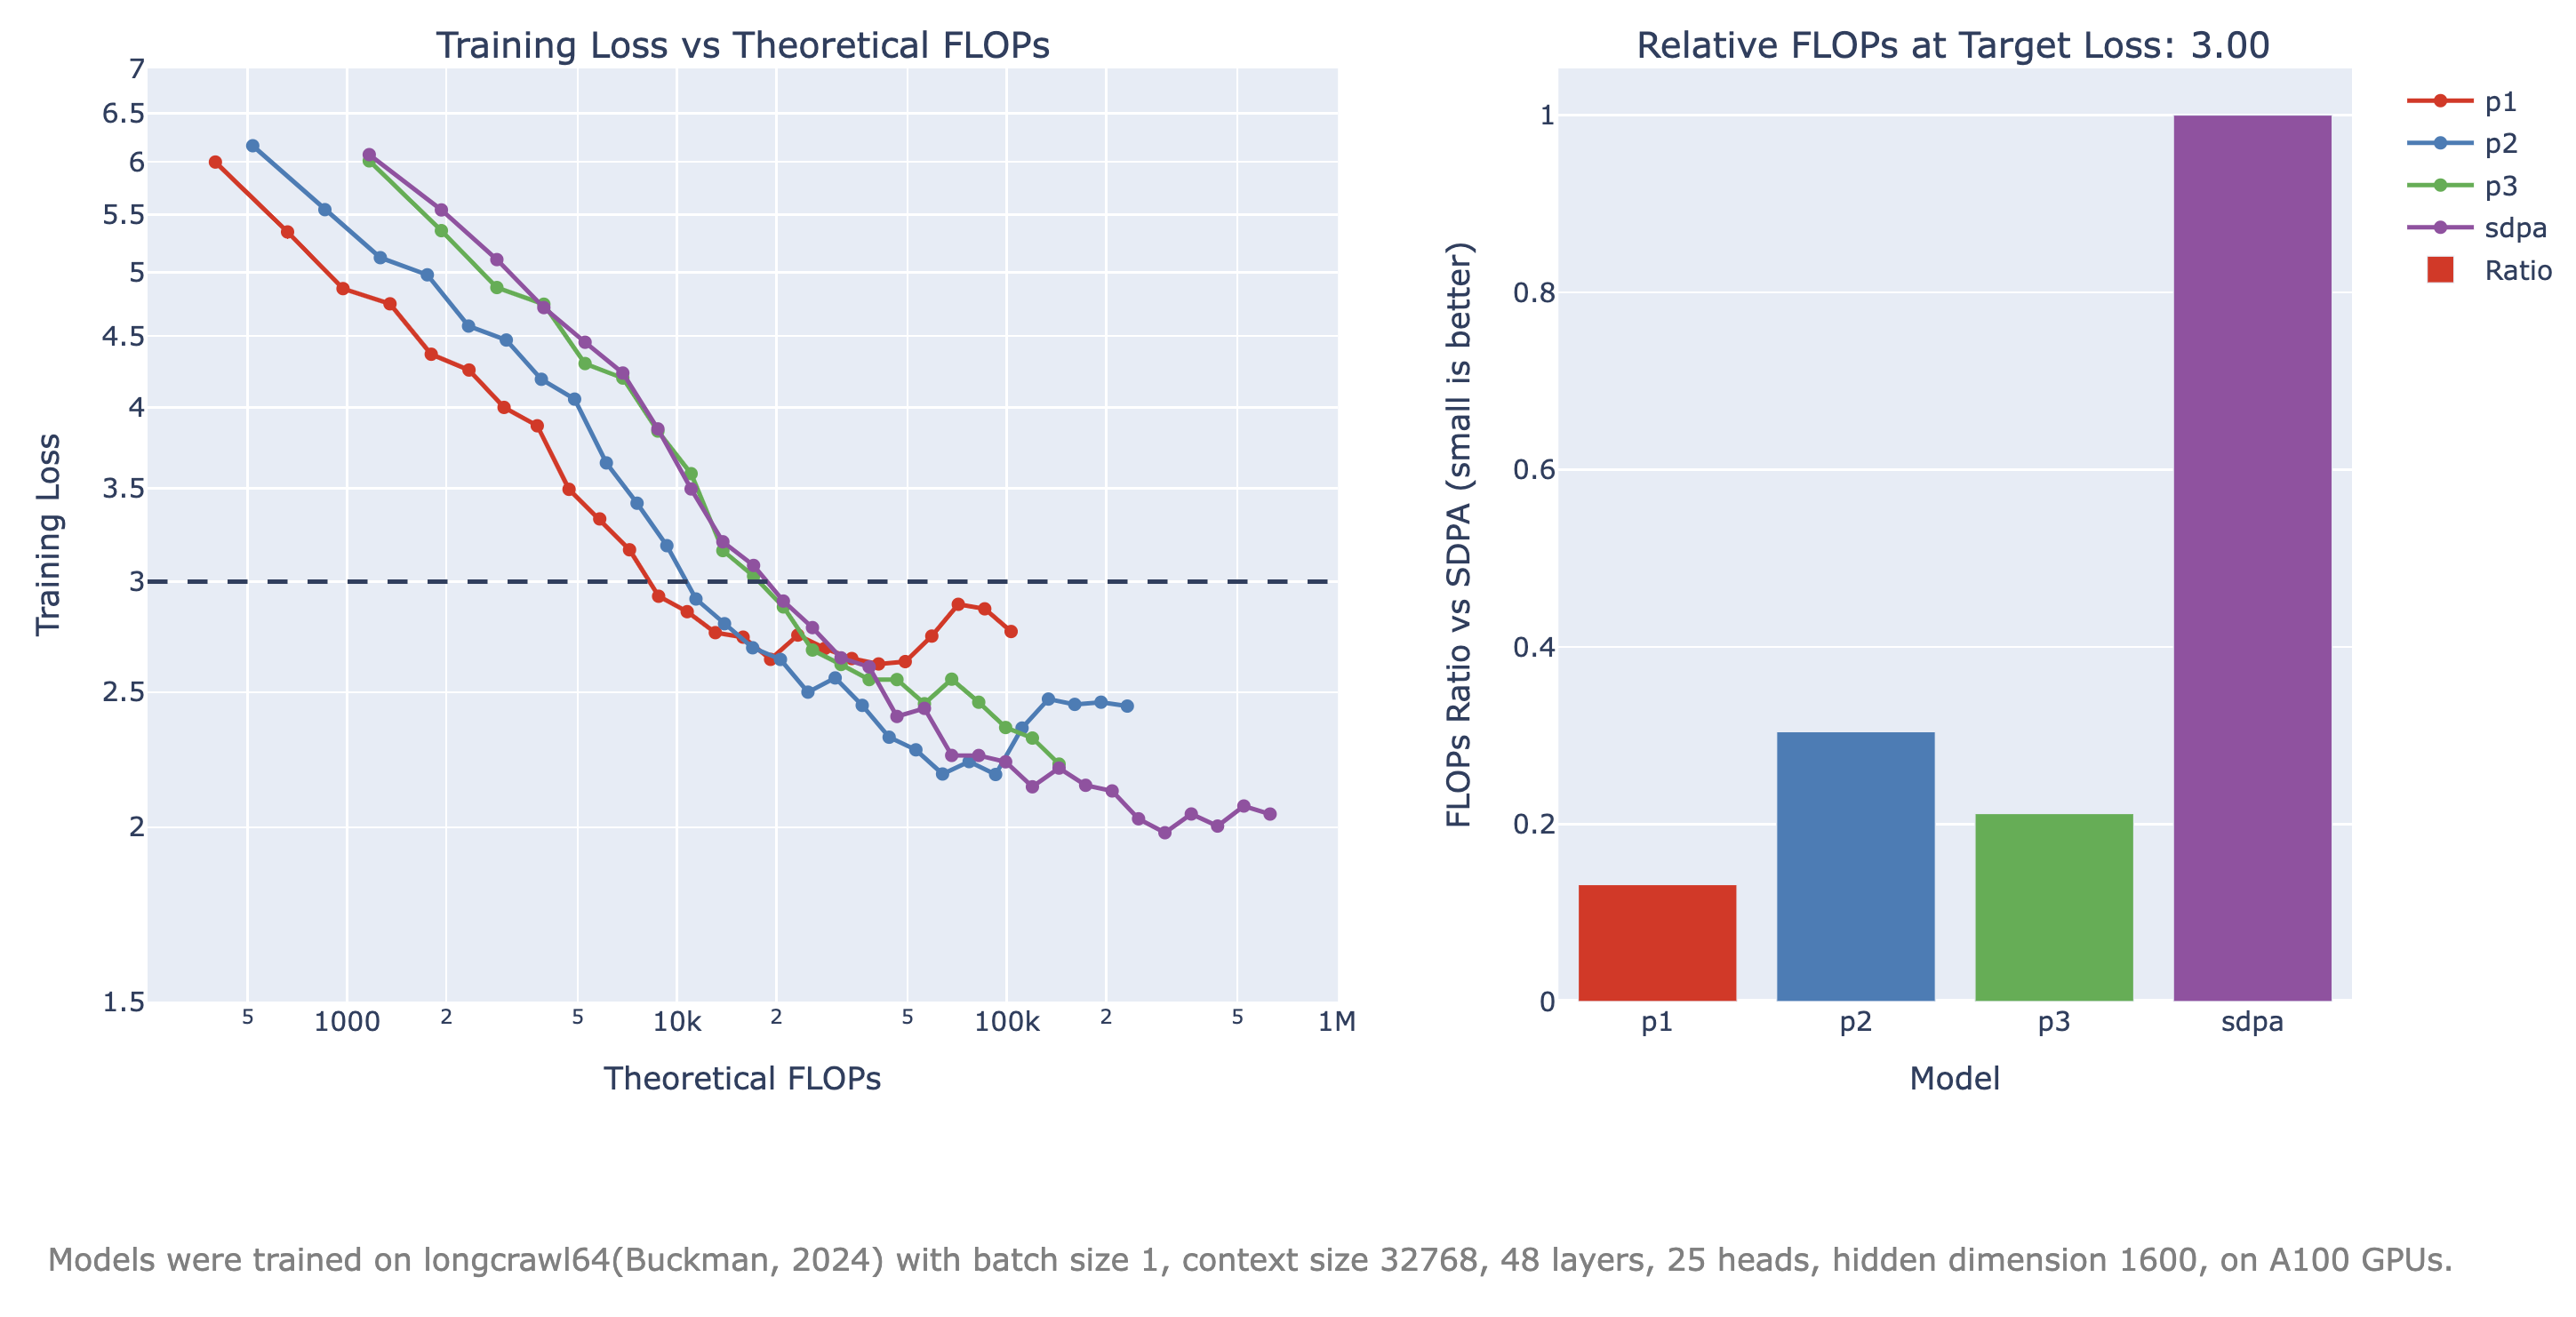 Training Loss vs Theoretical FLOPs
Relative FLOPs at Target Loss: 3.00
Training Loss
7
6.5
6
5.5
5
4.5
4
3.5
3
2.5
2
1.5
5
1000
2
5
10k
2
5
100k
2
5
1M
Theoretical FLOPs
FLOPs Ratio vs SDPA (small is better)
1
0.8
0.6
0.4
0.2
0
p1
p2
p3
sdpa
Model
p1
p2
p3
sdpa
Ratio
Models were trained on longcrawl64(Buckman, 2024) with batch size 1, context size 32768, 48 layers, 25 heads, hidden dimension 1600, on A100 GPUs.